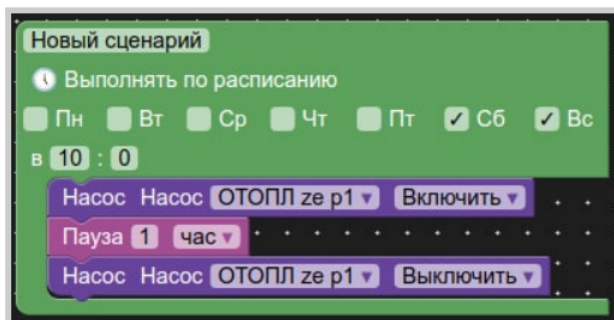 Новый сценарий
Выполнять по расписанию
Пн Вт Ср Чт Пт Сб Вс
в 10 : 0
Насос Насос ОТОПЛ ze p1 Включить
Пауза 1 час
Насос Насос ОТОПЛ ze p1 Выключить